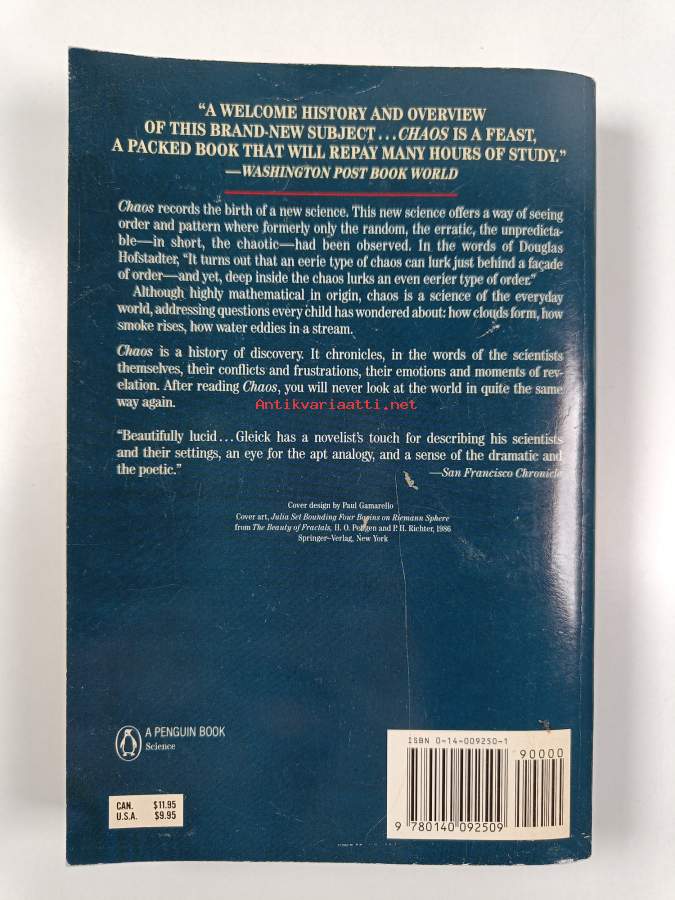 “A WELCOME HISTORY AND OVERVIEW
OF THIS BRAND-NEW SUBJECT...CHAOS IS A FEAST,
A PACKED BOOK THAT WILL REPAY MANY HOURS OF STUDY.”
—WASHINGTON POST BOOK WORLD
Chaos records the birth of a new science. This new science offers a way of seeing
order and pattern where formerly only the random, the erratic, the unpredicta-
ble—in short, the chaotic—had been observed. In the words of Douglas
Hofstadter, “It turns out that an eerie type of chaos can lurk just behind a façade
of order—and yet, deep inside the chaos lurks an even eerier type of order.”
Although highly mathematical in origin, chaos is a science of the everyday
world, addressing questions every child has wondered about: how clouds form, how
smoke rises, how water eddies in a stream.
Chaos is a history of discovery. It chronicles, in the words of the scientists
themselves, their conflicts and frustrations, their emotions and moments of rev-
elation. After reading Chaos, you will never look at the world in quite the same
way again.
Antikvariaatti.net
“Beautifully lucid...Gleick has a novelist’s touch for describing his scientists
and their settings, an eye for the apt analogy, and a sense of the dramatic and
the poetic.”
—San Francisco Chronicle
Cover design by Paul Gamarello
Cover art, Julia Set Bounding Four Basins on Riemann Sphere
from The Beauty of Fractals, H. O. Peitgen and P. H. Richter, 1986
Springer–Verlag, New York
A PENGUIN BOOK
Science
ISBN 0-14-009250-1
90000
9 780140 092509
CAN. $11.95
U.S.A. $9.95